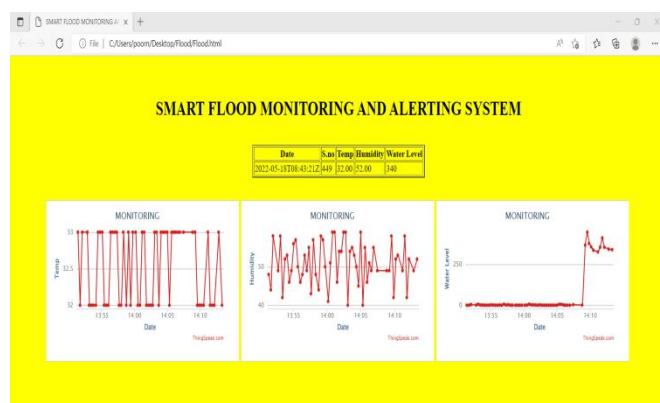 SMART FLOOD MONITORING A
File | C:/Users/poom/Desktop/Flood/Flood.html
SMART FLOOD MONITORING AND ALERTING SYSTEM
Date S.no Temp Humidity Water Level
2022-05-18T08:43:21Z 449 32.00 52.00 340
MONITORING
Temp
33
32.5
32
13:55 14:00 14:05 14:10
Date
ThingSpeak.com
MONITORING
Humidity
50
40
13:55 14:00 14:05 14:10
Date
ThingSpeak.com
MONITORING
Water Level
250
0
13:55 14:00 14:05 14:10
Date
ThingSpeak.com